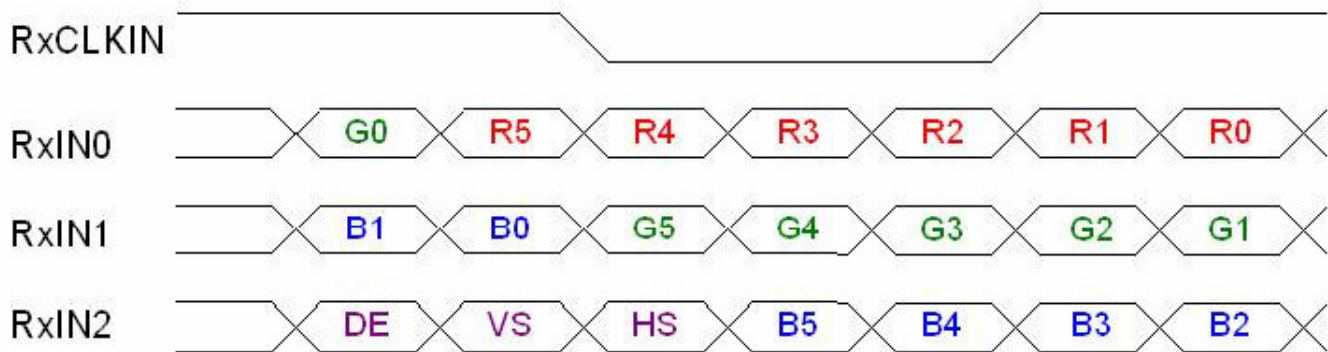 RxCLKIN
RxIN0 G0 R5 R4 R3 R2 R1 R0
RxIN1 B1 B0 G5 G4 G3 G2 G1
RxIN2 DE VS HS B5 B4 B3 B2